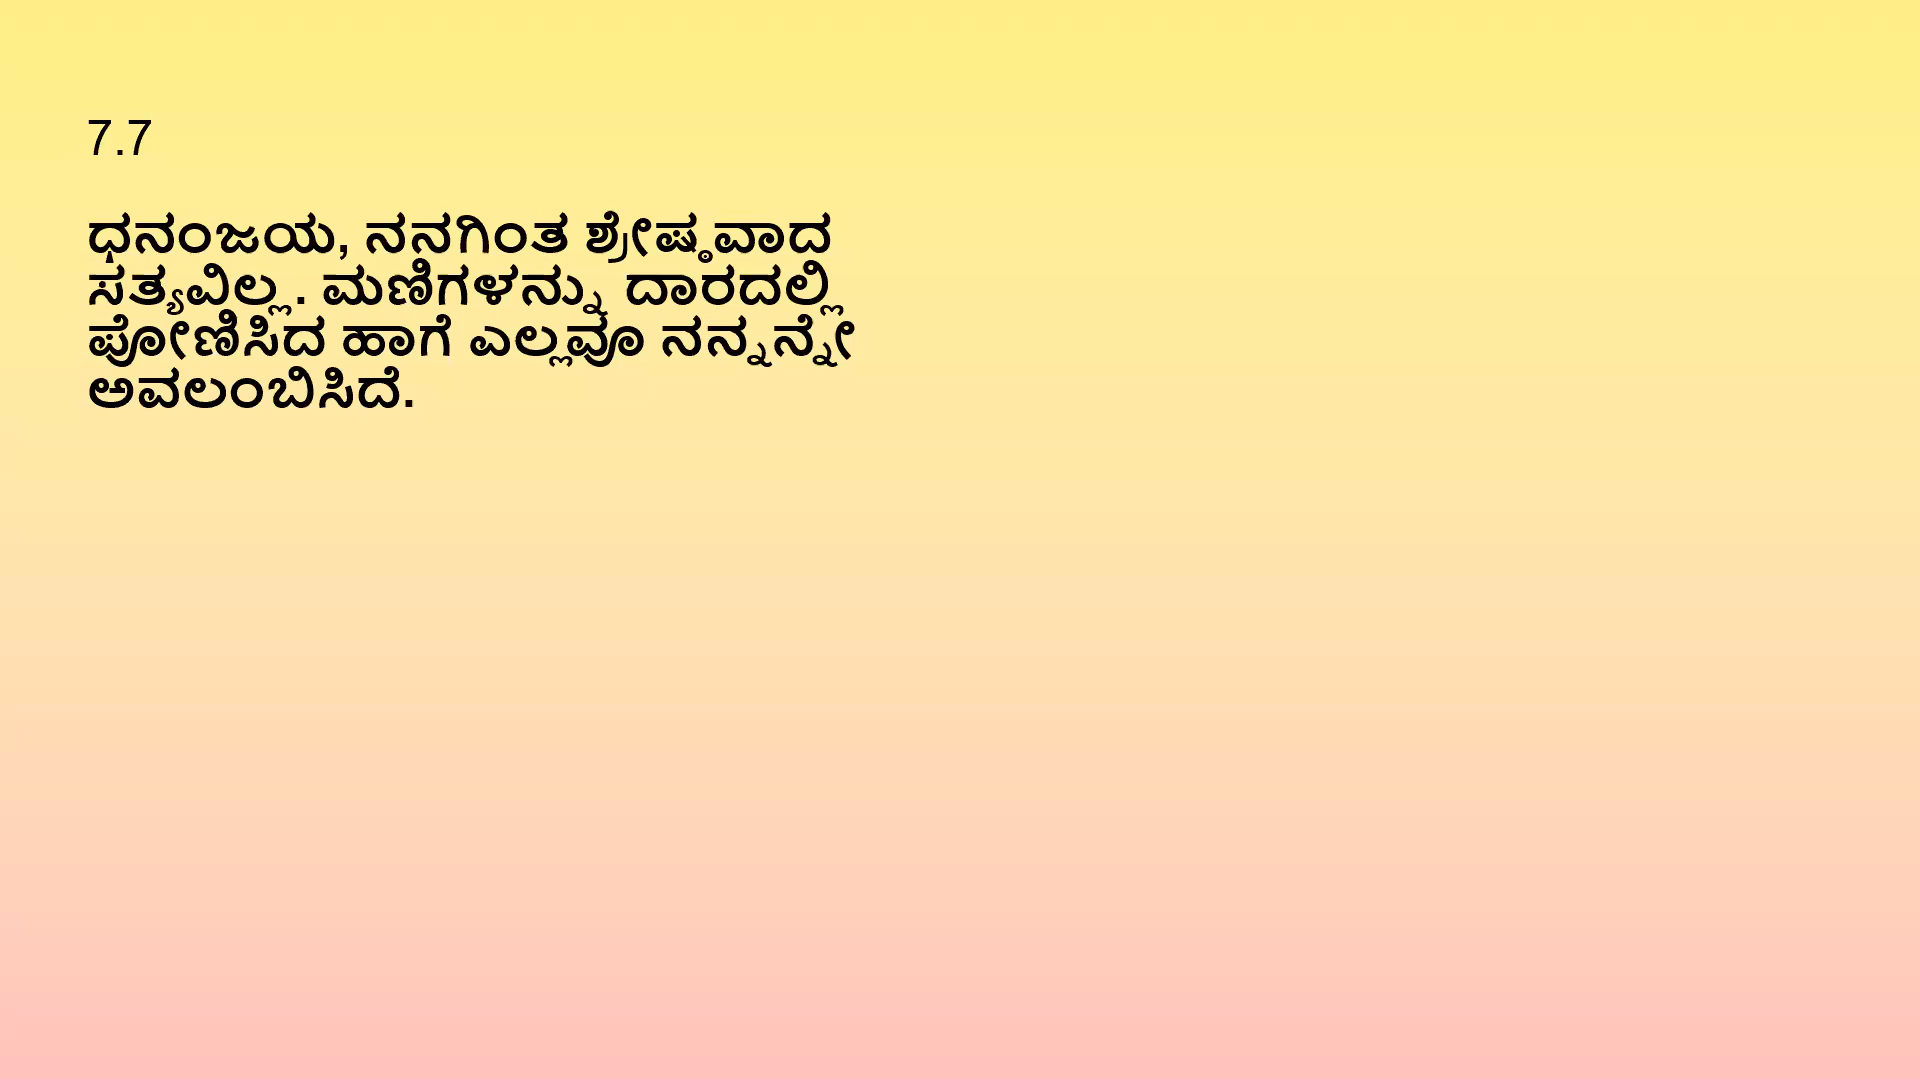 7.7
ಧನಂಜಯ, ನನಗಿಂತ ಶ್ರೇಷ್ಠವಾದ
ಸತ್ಯವಿಲ್ಲ. ಮಣಿಗಳನ್ನು ದಾರದಲ್ಲಿ
ಪೋಣಿಸಿದ ಹಾಗೆ ಎಲ್ಲವೂ ನನ್ನನ್ನೇ
ಅವಲಂಬಿಸಿದೆ.